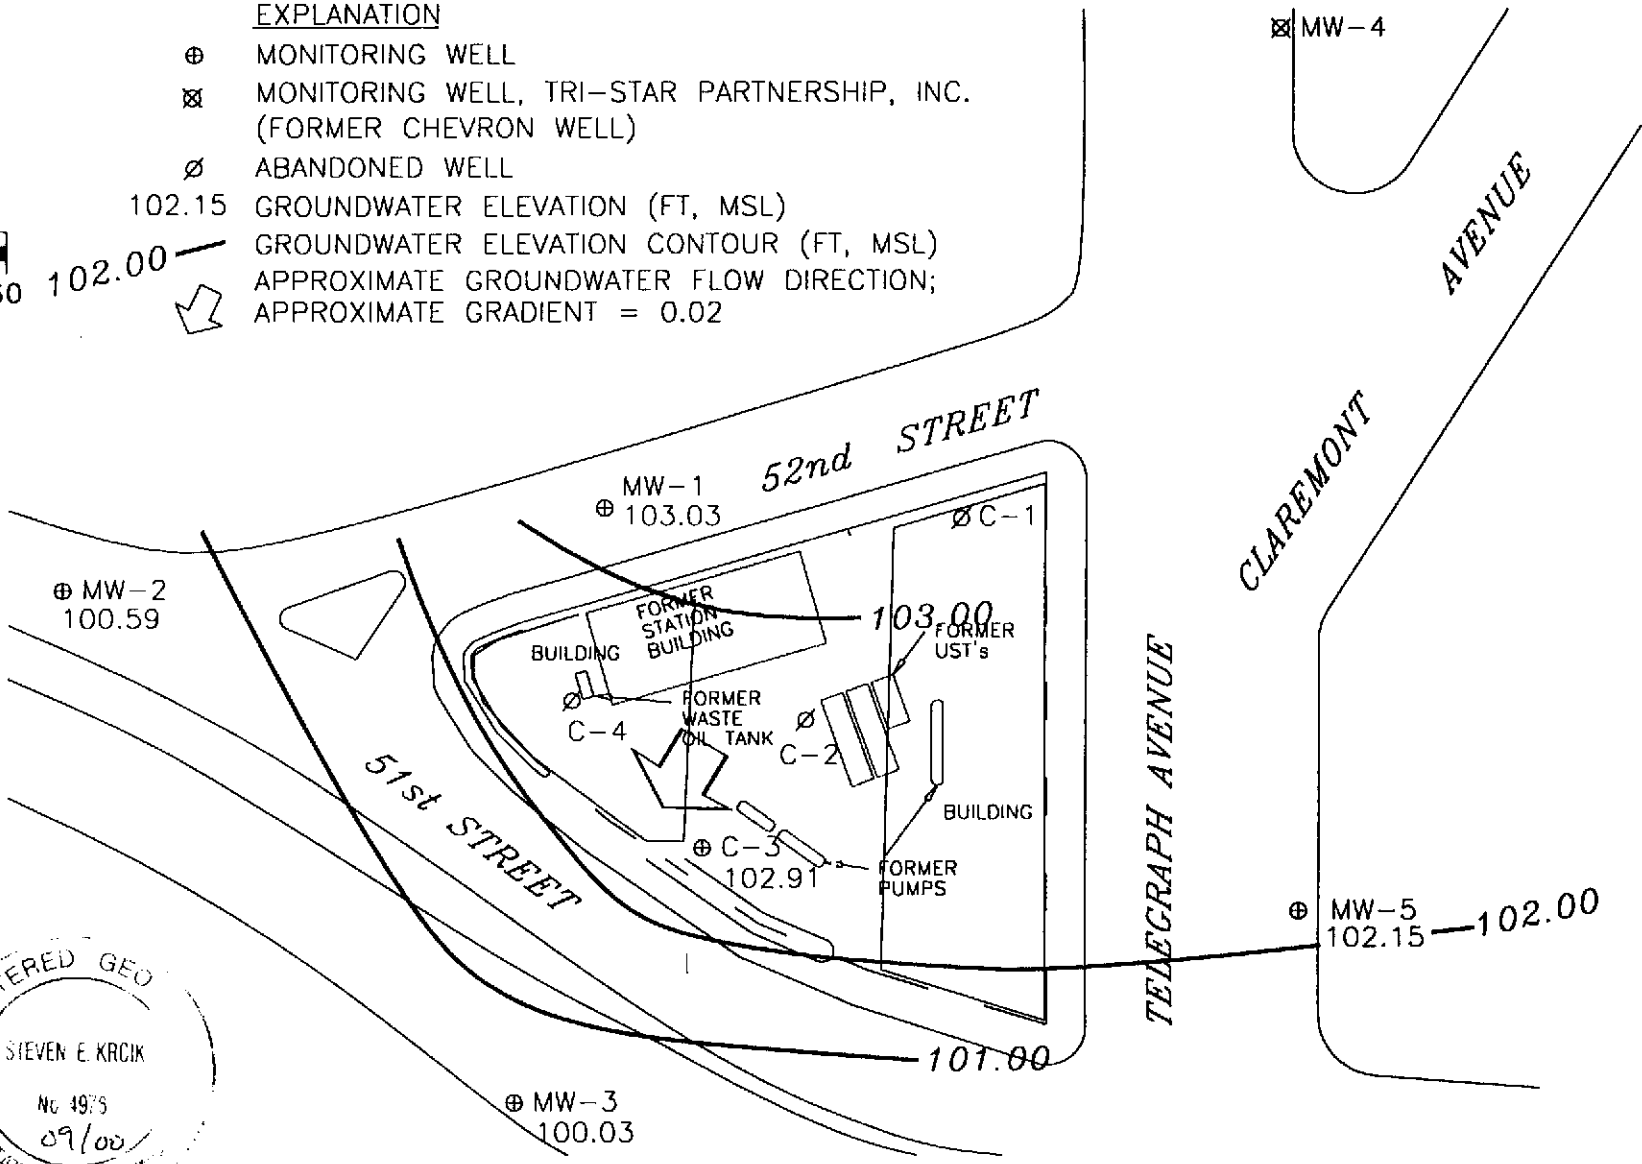 EXPLANATION
MONITORING WELL
MONITORING WELL, TRI-STAR PARTNERSHIP, INC.
(FORMER CHEVRON WELL)
ABANDONED WELL
102.15 GROUNDWATER ELEVATION (FT, MSL)
102.00 GROUNDWATER ELEVATION CONTOUR (FT, MSL)
APPROXIMATE GROUNDWATER FLOW DIRECTION;
APPROXIMATE GRADIENT = 0.02
MW-4
AVENUE
CLAREMONT
52nd STREET
MW-1
103.03
C-1
MW-2
100.59
103.00
FORMER
STATION
BUILDING
BUILDING
FORMER
UST's
FORMER
WASTE
OIL TANK
C-4
C-2
51st STREET
TELEGRAPH AVENUE
BUILDING
C-3
102.91
FORMER
PUMPS
MW-5
102.15
102.00
101.00
MW-3
100.03
STEVEN E. KRCIK
09/00